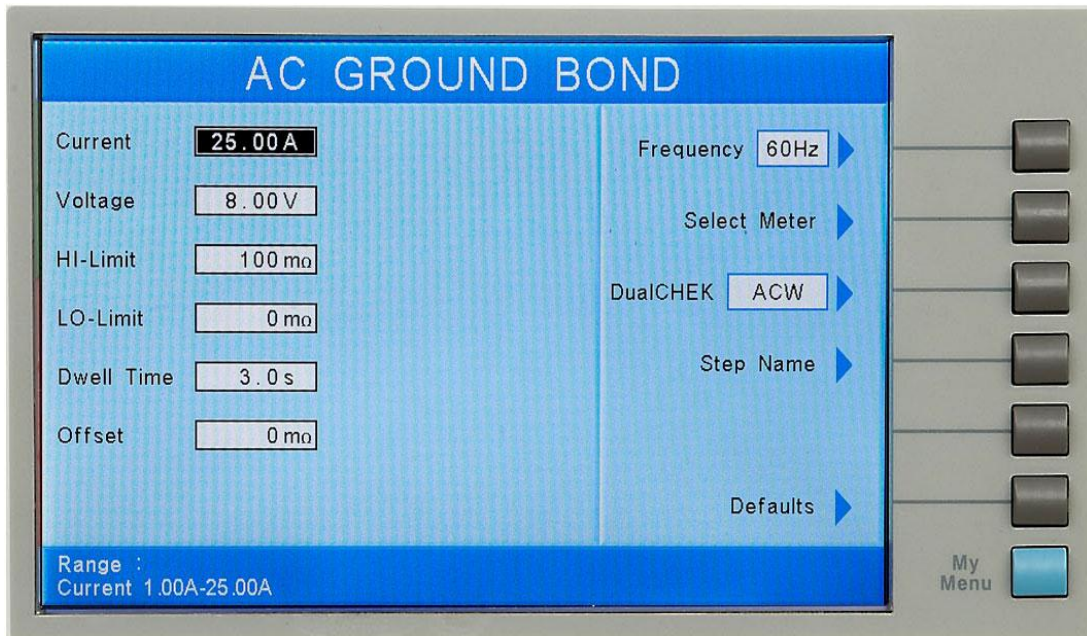 AC GROUND BOND
Current 25.00A
Voltage 8.00V
HI-Limit 100 mΩ
LO-Limit 0 mΩ
Dwell Time 3.0s
Offset 0 mΩ
Frequency 60Hz
Select Meter
DualCHEK ACW
Step Name
Defaults
Range :
Current 1.00A-25.00A
My
Menu